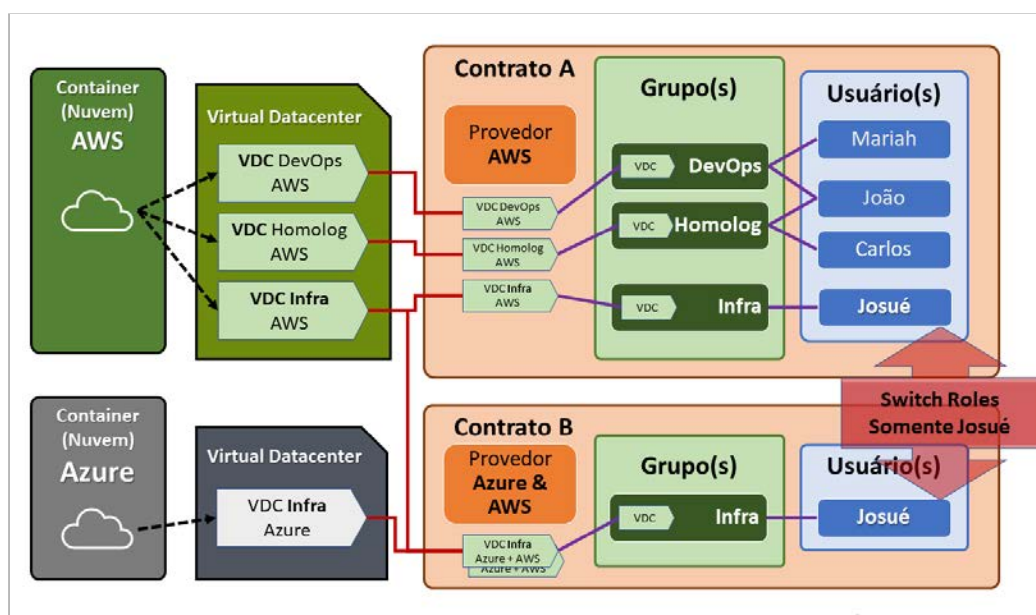 Container
(Nuvem)
AWS
Virtual Datacenter
VDC DevOps
AWS
VDC Homolog
AWS
VDC Infra
AWS
Contrato A
Provedor
AWS
VDC DevOps
AWS
VDC Homolog
AWS
VDC Infra
AWS
Grupo(s)
VDC
DevOps
VDC
Homolog
VDC
Infra
Usuário(s)
Mariah
João
Carlos
Josué
Switch Roles
Somente Josué
Container
(Nuvem)
Azure
Virtual Datacenter
VDC Infra
Azure
Contrato B
Provedor
Azure &
AWS
VDC Infra
Azure + AWS
Azure + AWS
Grupo(s)
VDC
Infra
Usuário(s)
Josué